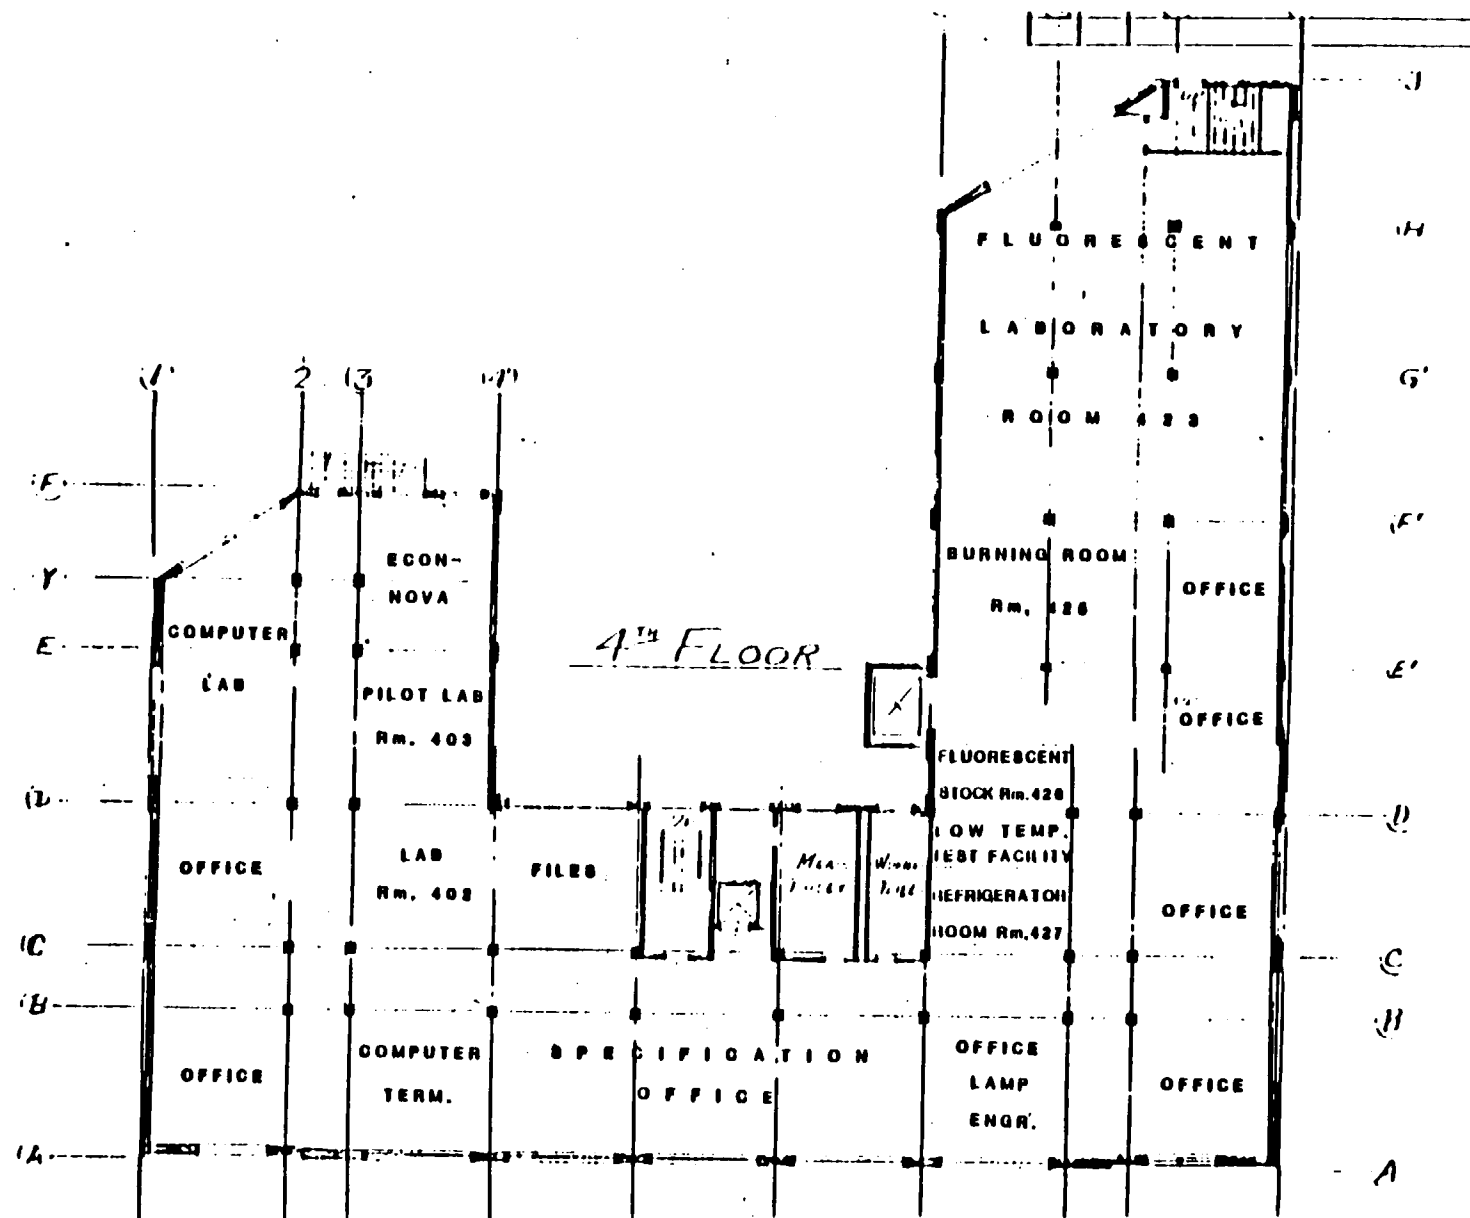 J
H
FLUORESCENT
LABORATORY
G'
ROOM 423
2
3
F'
BURNING ROOM
Rm. 426
OFFICE
Y
ECON-
NOVA
COMPUTER
LAB
E
4TH FLOOR
E'
PILOT LAB
Rm. 403
OFFICE
FLUORESCENT
STOCK Rm.428
D
LOW TEMP.
TEST FACILITY
REFRIGERATOR
ROOM Rm.427
LAB
Rm. 402
FILES
OFFICE
OFFICE
C
C
B
COMPUTER
TERM.
SPECIFICATION
OFFICE
OFFICE
LAMP
ENGR.
OFFICE
OFFICE
A
A